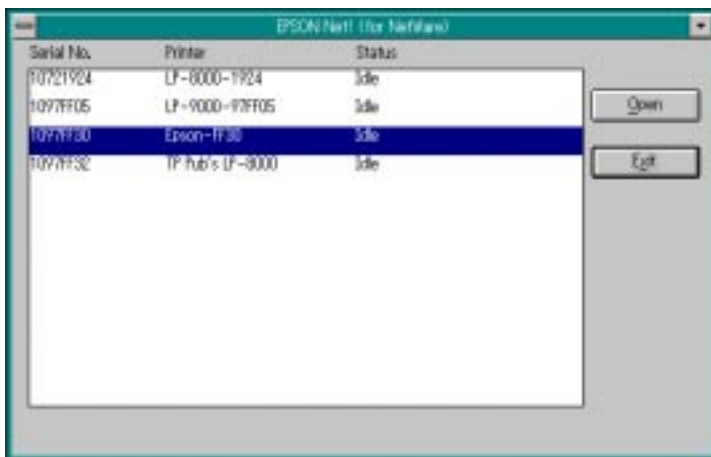 EPSON Net! (for NetWare)
Serial No. Printer Status
10721924 LP-8000-1924 Idle
1097FF05 LP-9000-97FF05 Idle
1097FF30 Epson-FF30 Idle
1097FF32 TP Pub's LP-8000 Idle
Open
Exit